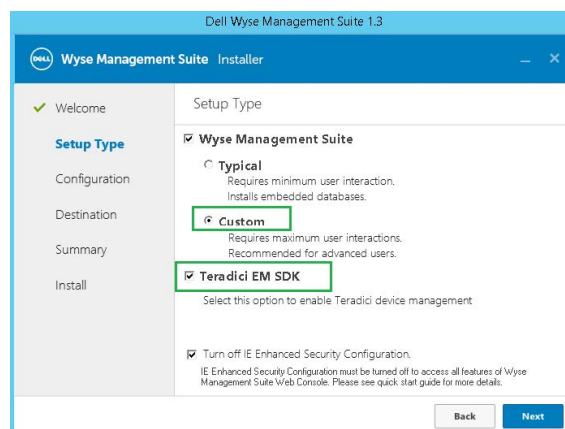 Dell Wyse Management Suite 1.3
DELL Wyse Management Suite Installer
Welcome
Setup Type
Configuration
Destination
Summary
Install
Setup Type
Wyse Management Suite
Typical
Requires minimum user interaction.
Installs embedded databases.
Custom
Requires maximum user interactions.
Recommended for advanced users.
Teradici EM SDK
Select this option to enable Teradici device management
Turn off IE Enhanced Security Configuration.
IE Enhanced Security Configuration must be turned off to access all features of Wyse
Management Suite Web Console. Please see quick start guide for more details.
Back Next